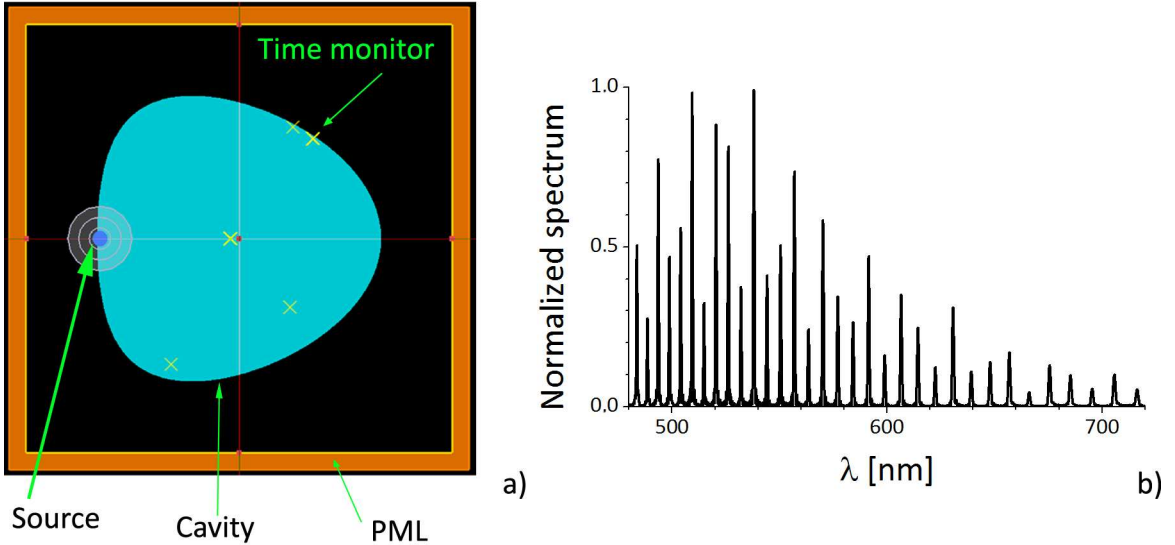 Time monitor
Source
Cavity
PML
a)
Normalized spectrum
1.0
0.5
0.0
500
600
700
λ [nm]
b)